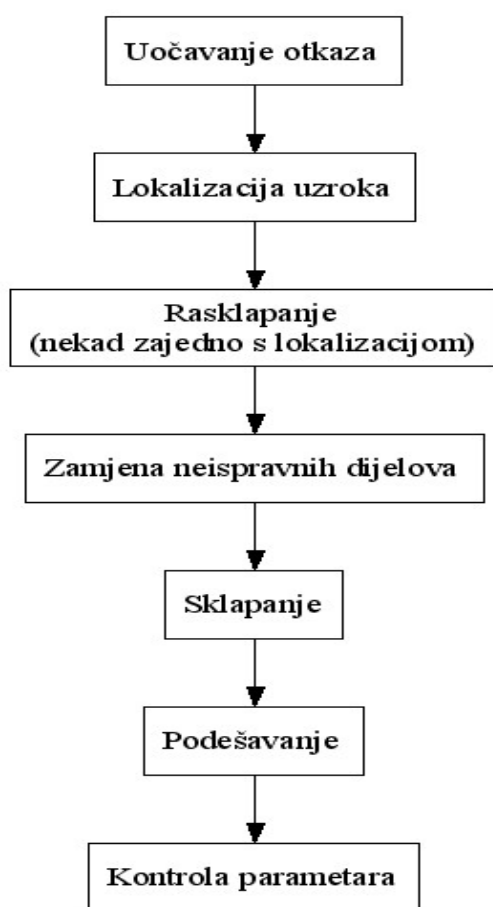 Uočavanje otkaza
Lokalizacija uzroka
Rasklapanje
(nekad zajedno s lokalizacijom)
Zamjena neispravnih dijelova
Sklapanje
Podešavanje
Kontrola parametara